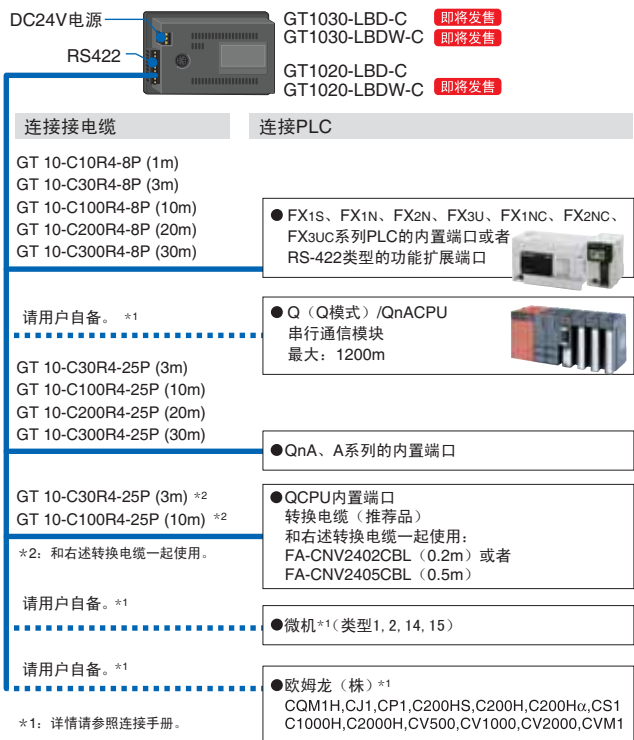 DC24V电源
RS422
GT1030-LBD-C 即将发售
GT1030-LBDW-C 即将发售
GT1020-LBD-C
GT1020-LBDW-C 即将发售
连接接电缆
连接PLC
GT 10-C10R4-8P (1m)
GT 10-C30R4-8P (3m)
GT 10-C100R4-8P (10m)
GT 10-C200R4-8P (20m)
GT 10-C300R4-8P (30m)
●FX1S、FX1N、FX2N、FX3U、FX1NC、FX2NC、
FX3UC系列PLC的内置端口或者
RS-422类型的功能扩展端口
请用户自备。 *1
●Q（Q模式）/QnACPU
串行通信模块
最大：1200m
GT 10-C30R4-25P (3m)
GT 10-C100R4-25P (10m)
GT 10-C200R4-25P (20m)
GT 10-C300R4-25P (30m)
●QnA、A系列的内置端口
GT 10-C30R4-25P (3m) *2
GT 10-C100R4-25P (10m) *2
*2：和右述转换电缆一起使用。
●QCPU内置端口
转换电缆（推荐品）
和右述转换电缆一起使用：
FA-CNV2402CBL（0.2m）或者
FA-CNV2405CBL（0.5m）
请用户自备。*1
●微机*1(类型1, 2, 14, 15）
请用户自备。*1
●欧姆龙（株）*1
CQM1H,CJ1,CP1,C200HS,C200H,C200Hα,CS1
C1000H,C2000H,CV500,CV1000,CV2000,CVM1
*1：详情请参照连接手册。